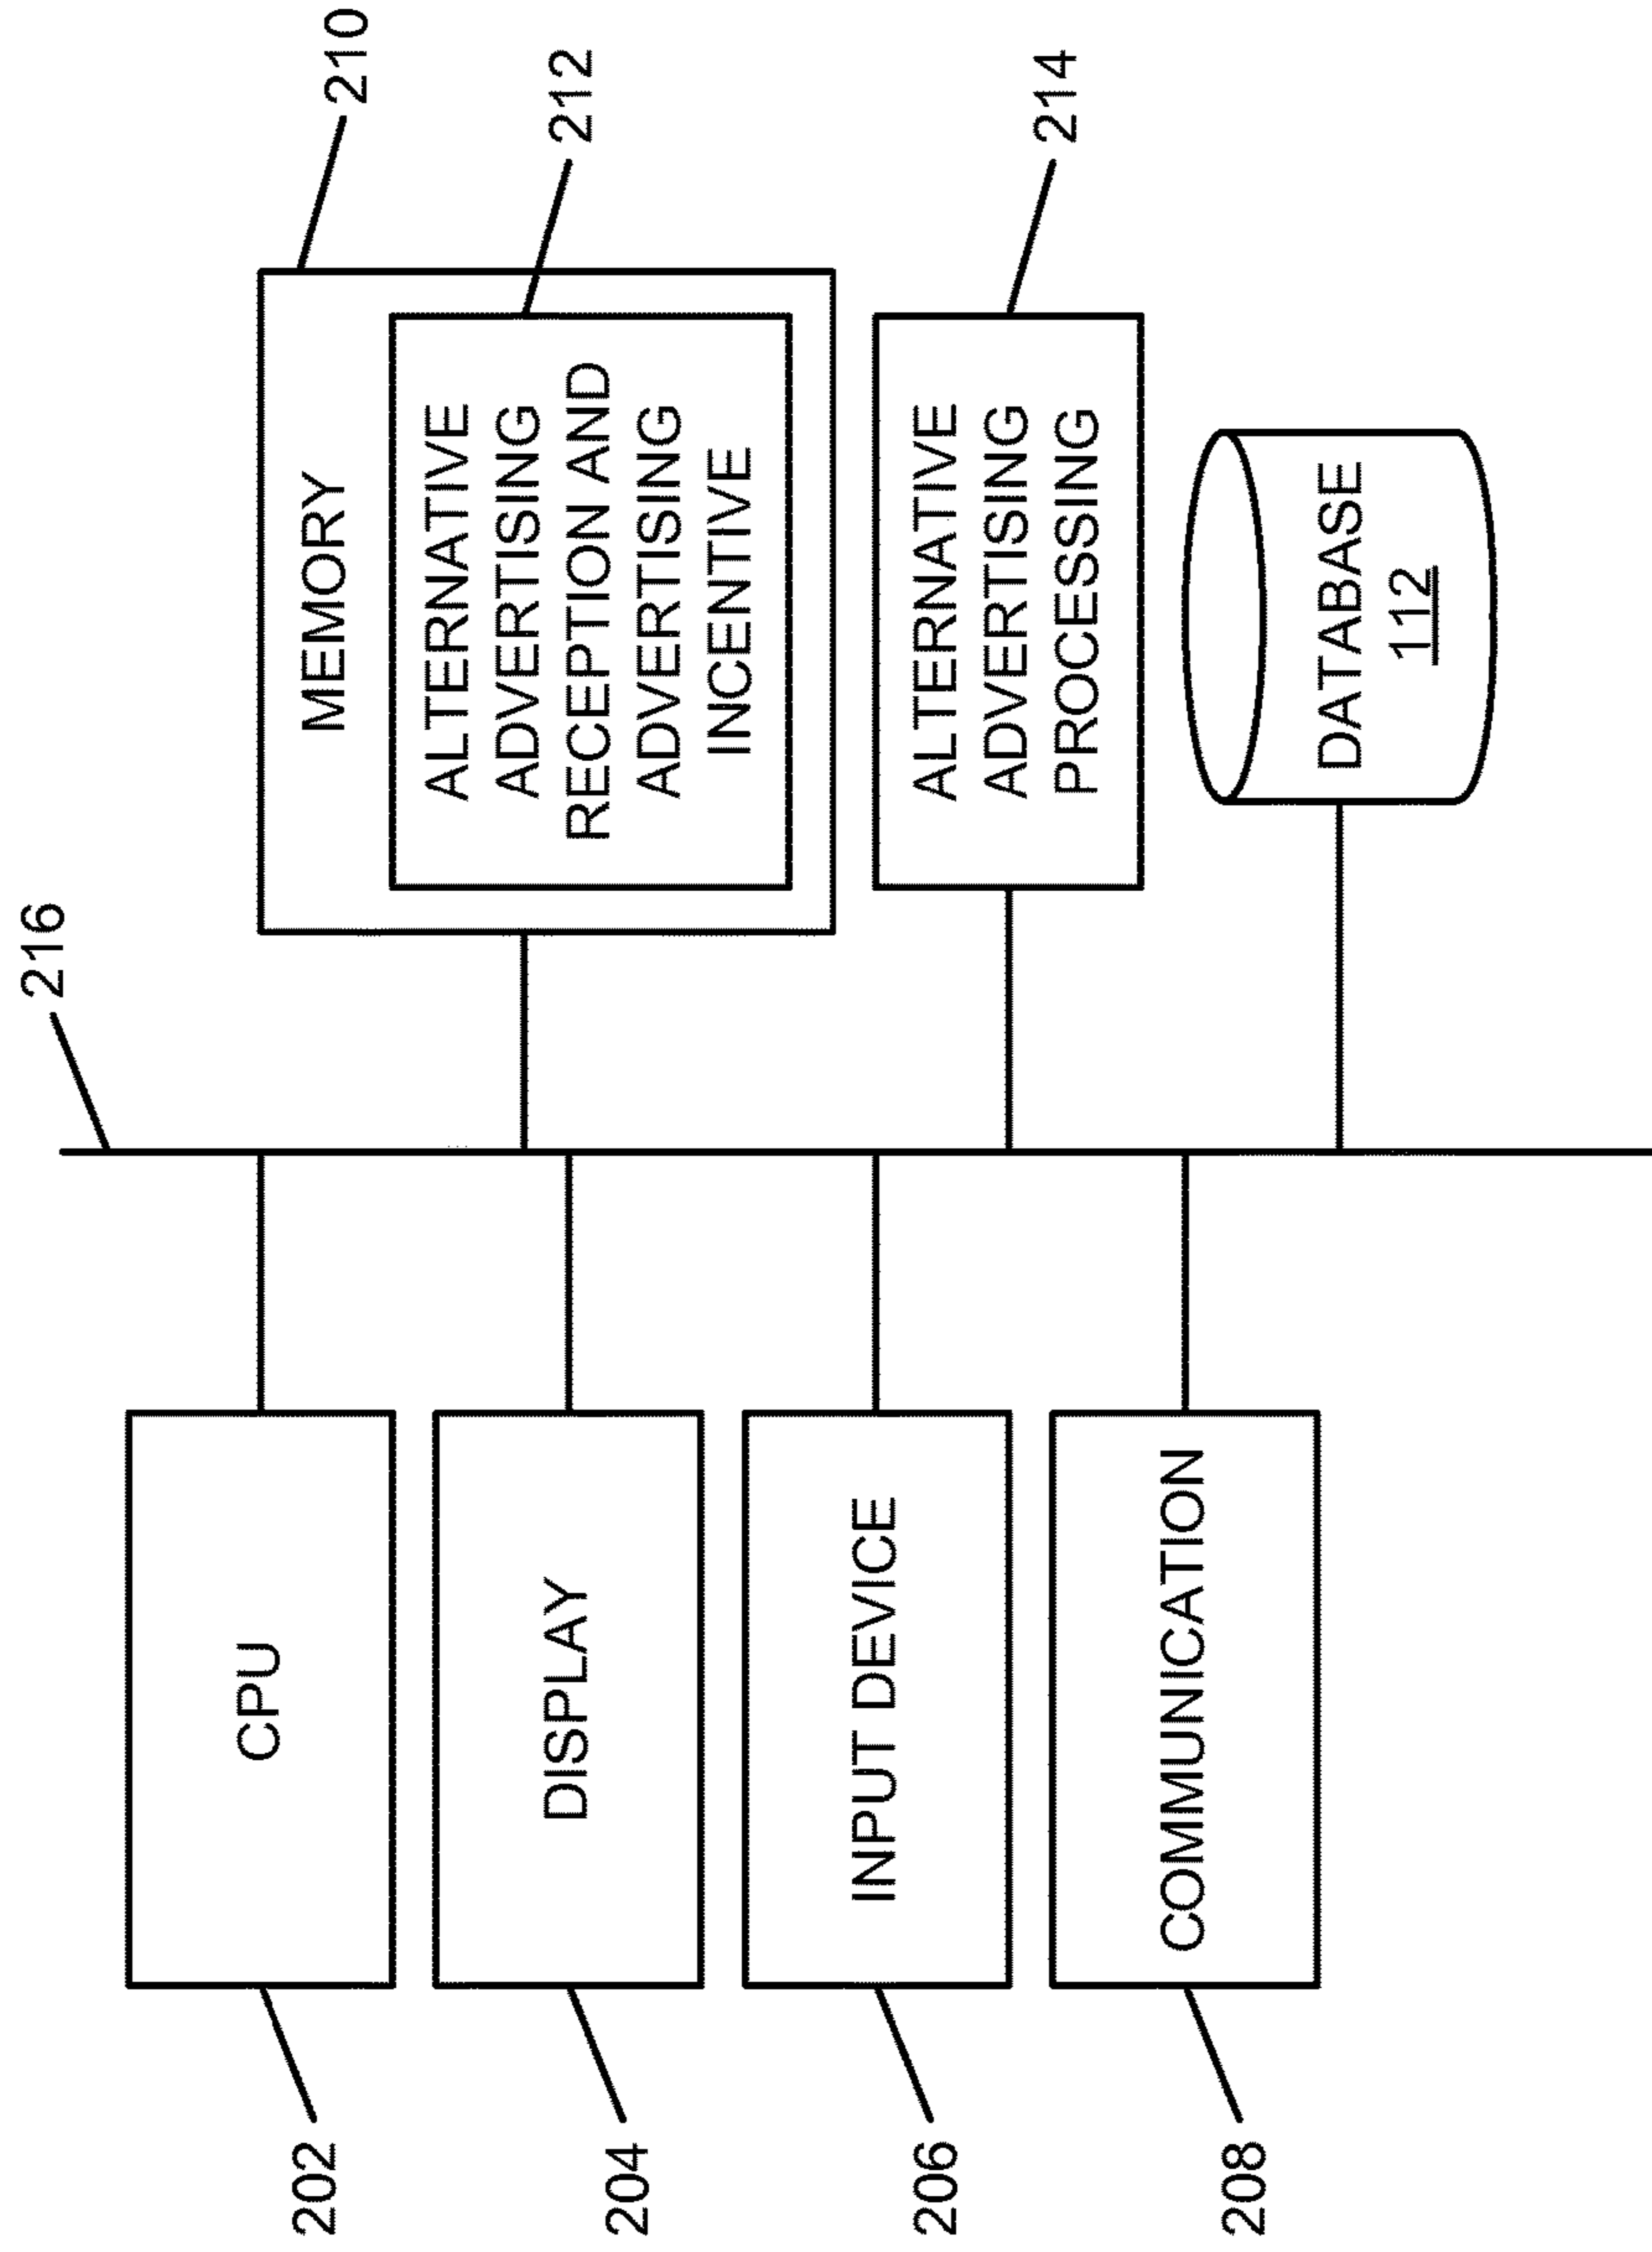 216
CPU
202
DISPLAY
204
INPUT DEVICE
206
COMMUNICATION
208
MEMORY
210
ALTERNATIVE
ADVERTISING
RECEPTION AND
ADVERTISING
INCENTIVE
212
ALTERNATIVE
ADVERTISING
PROCESSING
214
DATABASE
112